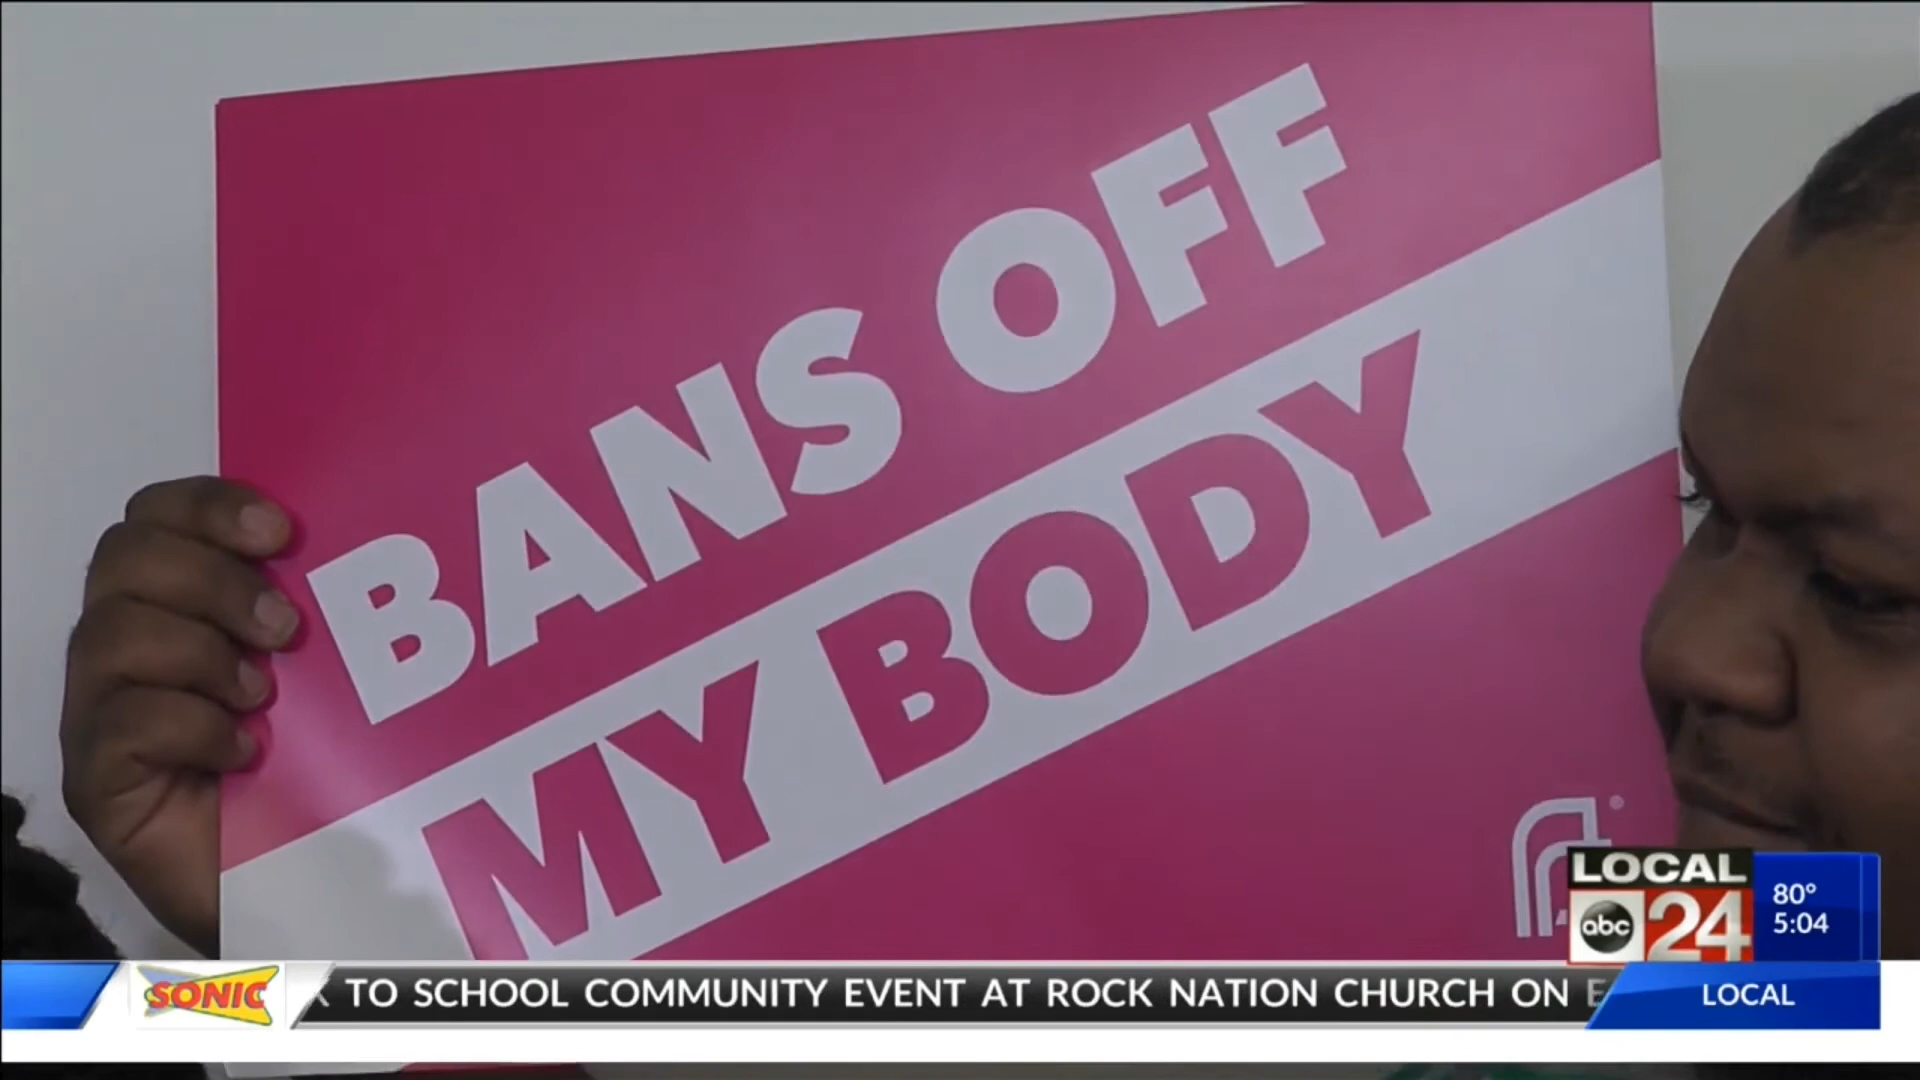 BANS OFF
MY BODY
LOCAL
abc 24
80°
5:04
SONIC
TO SCHOOL COMMUNITY EVENT AT ROCK NATION CHURCH ON
LOCAL